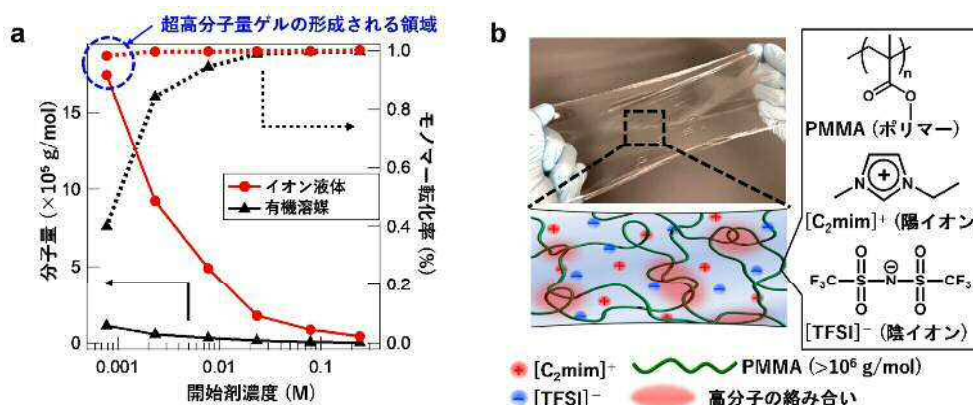 a
超高分子量ゲルの形成される領域
分子量 (×10⁶ g/mol)
15
10
5
0
1.0
0.8
0.6
0.4
0.2
0.0
モノマー転化率 (%)
イオン液体
有機溶媒
0.001
0.01
0.1
開始剤濃度 (M)
b
n
O
O
PMMA (ポリマー)
+
N
N
[C₂mim]⁺ (陽イオン)
O
O
F₃C
S
N
S
CF₃
O
O
[TFSI]⁻ (陰イオン)
[C₂mim]⁺
PMMA (>10⁶ g/mol)
[TFSI]⁻
高分子の絡み合い